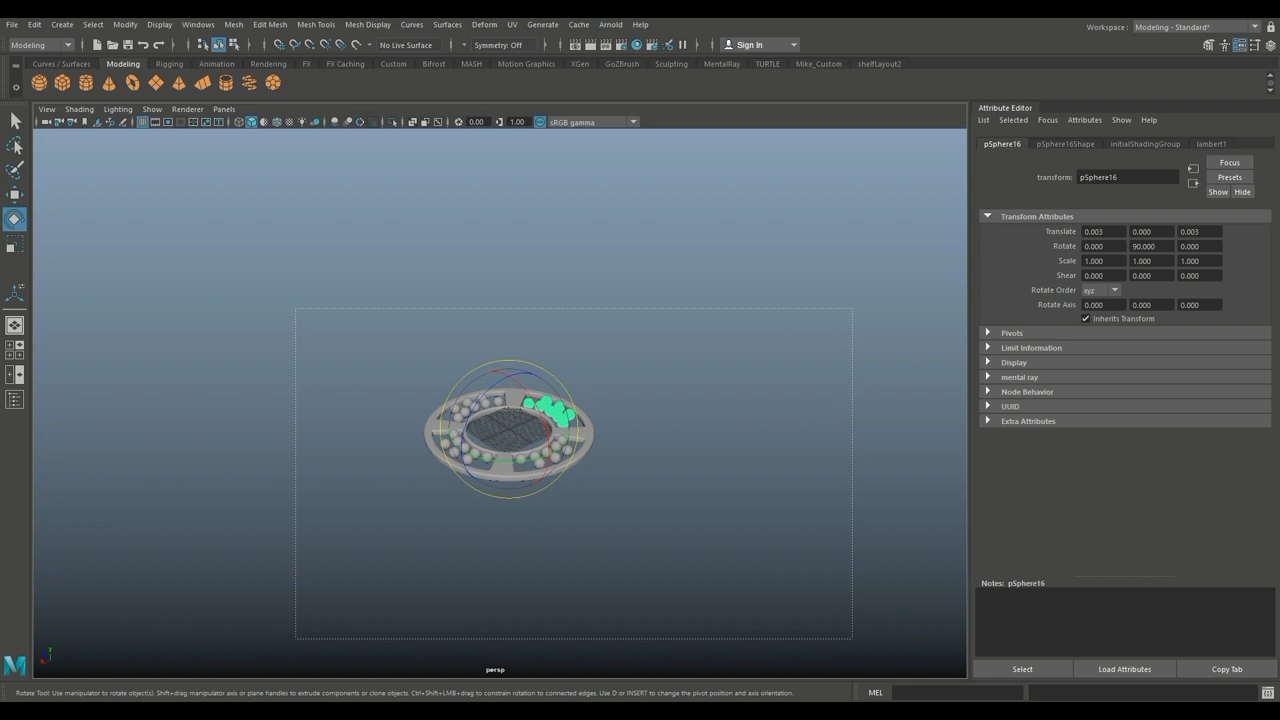 File Edit Create Select Modify Display Windows Mesh Edit Mesh Mesh Tools Mesh Display Curves Surfaces Deform UV Generate Cache Arnold Help
Workspace: Modeling - Standard*
Modeling No Live Surface Symmetry: Off Sign In
Curves / Surfaces Modeling Rigging Animation Rendering FX FX Caching Custom Bifrost MASH Motion Graphics XGen GoZBrush Sculpting MentalRay TURTLE Mike_Custom shelfLayout2
View Shading Lighting Show Renderer Panels
0.00 1.00 sRGB gamma
persp
Attribute Editor
List Selected Focus Attributes Show Help
pSphere16 pSphere16Shape initialShadingGroup lambert1
Focus
transform: pSphere16 Presets
Show Hide
Transform Attributes
Translate 0.003 0.000 0.003
Rotate 0.000 90.000 0.000
Scale 1.000 1.000 1.000
Shear 0.000 0.000 0.000
Rotate Order xyz
Rotate Axis 0.000 0.000 0.000
Inherits Transform
Pivots
Limit Information
Display
mental ray
Node Behavior
UUID
Extra Attributes
Notes: pSphere16
Select Load Attributes Copy Tab
Rotate Tool: Use manipulator to rotate object(s). Shift+drag manipulator axis or plane handles to extrude components or clone objects. Ctrl+Shift+LMB+drag to constrain rotation to connected edges. Use D or INSERT to change the pivot position and axis orientation.
MEL